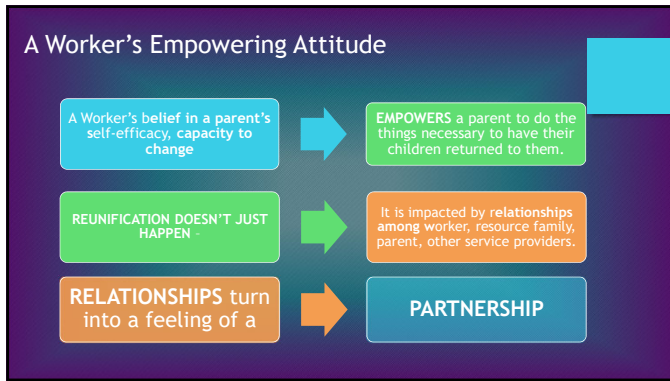 A Worker’s Empowering Attitude
A Worker’s belief in a parent’s
self-efficacy, capacity to
change
EMPOWERS a parent to do the
things necessary to have their
children returned to them.
REUNIFICATION DOESN’T JUST
HAPPEN –
It is impacted by relationships
among worker, resource family,
parent, other service providers.
RELATIONSHIPS turn
into a feeling of a
PARTNERSHIP